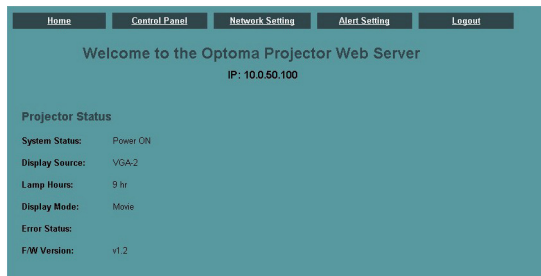 Home Control Panel Network Setting Alert Setting Logout
Welcome to the Optoma Projector Web Server
IP: 10.0.50.100
Projector Status
System Status: Power ON
Display Source: VGA-2
Lamp Hours: 9 hr
Display Mode: Movie
Error Status:
F/W Version: v1.2